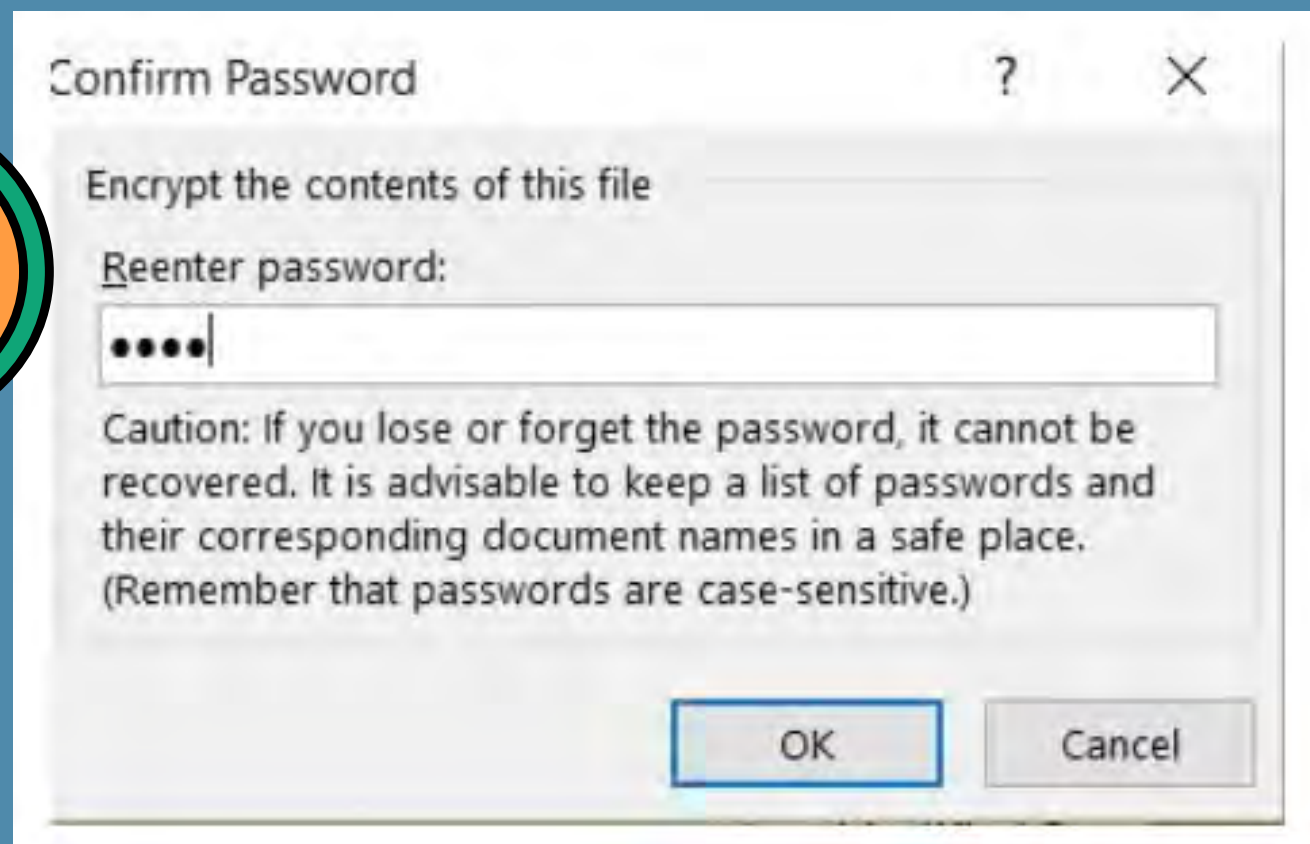 Confirm Password ?
Encrypt the contents of this file
Reenter password:
••••
Caution: If you lose or forget the password, it cannot be
recovered. It is advisable to keep a list of passwords and
their corresponding document names in a safe place.
(Remember that passwords are case-sensitive.)
OK Cancel